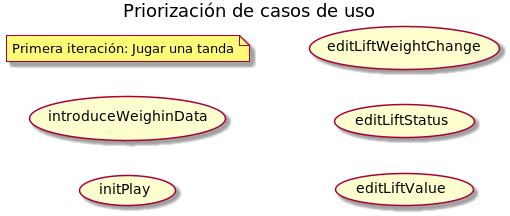 Priorización de casos de uso
Primera iteración: Jugar una tanda
editLiftWeightChange
introduceWeighinData
editLiftStatus
initPlay
editLiftValue